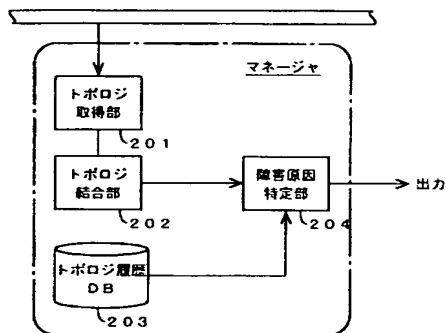 マネージャ
トポロジ
取得部
201
トポロジ
結合部
202
障害原因
特定部
204
出力
トポロジ履歴
DB
203